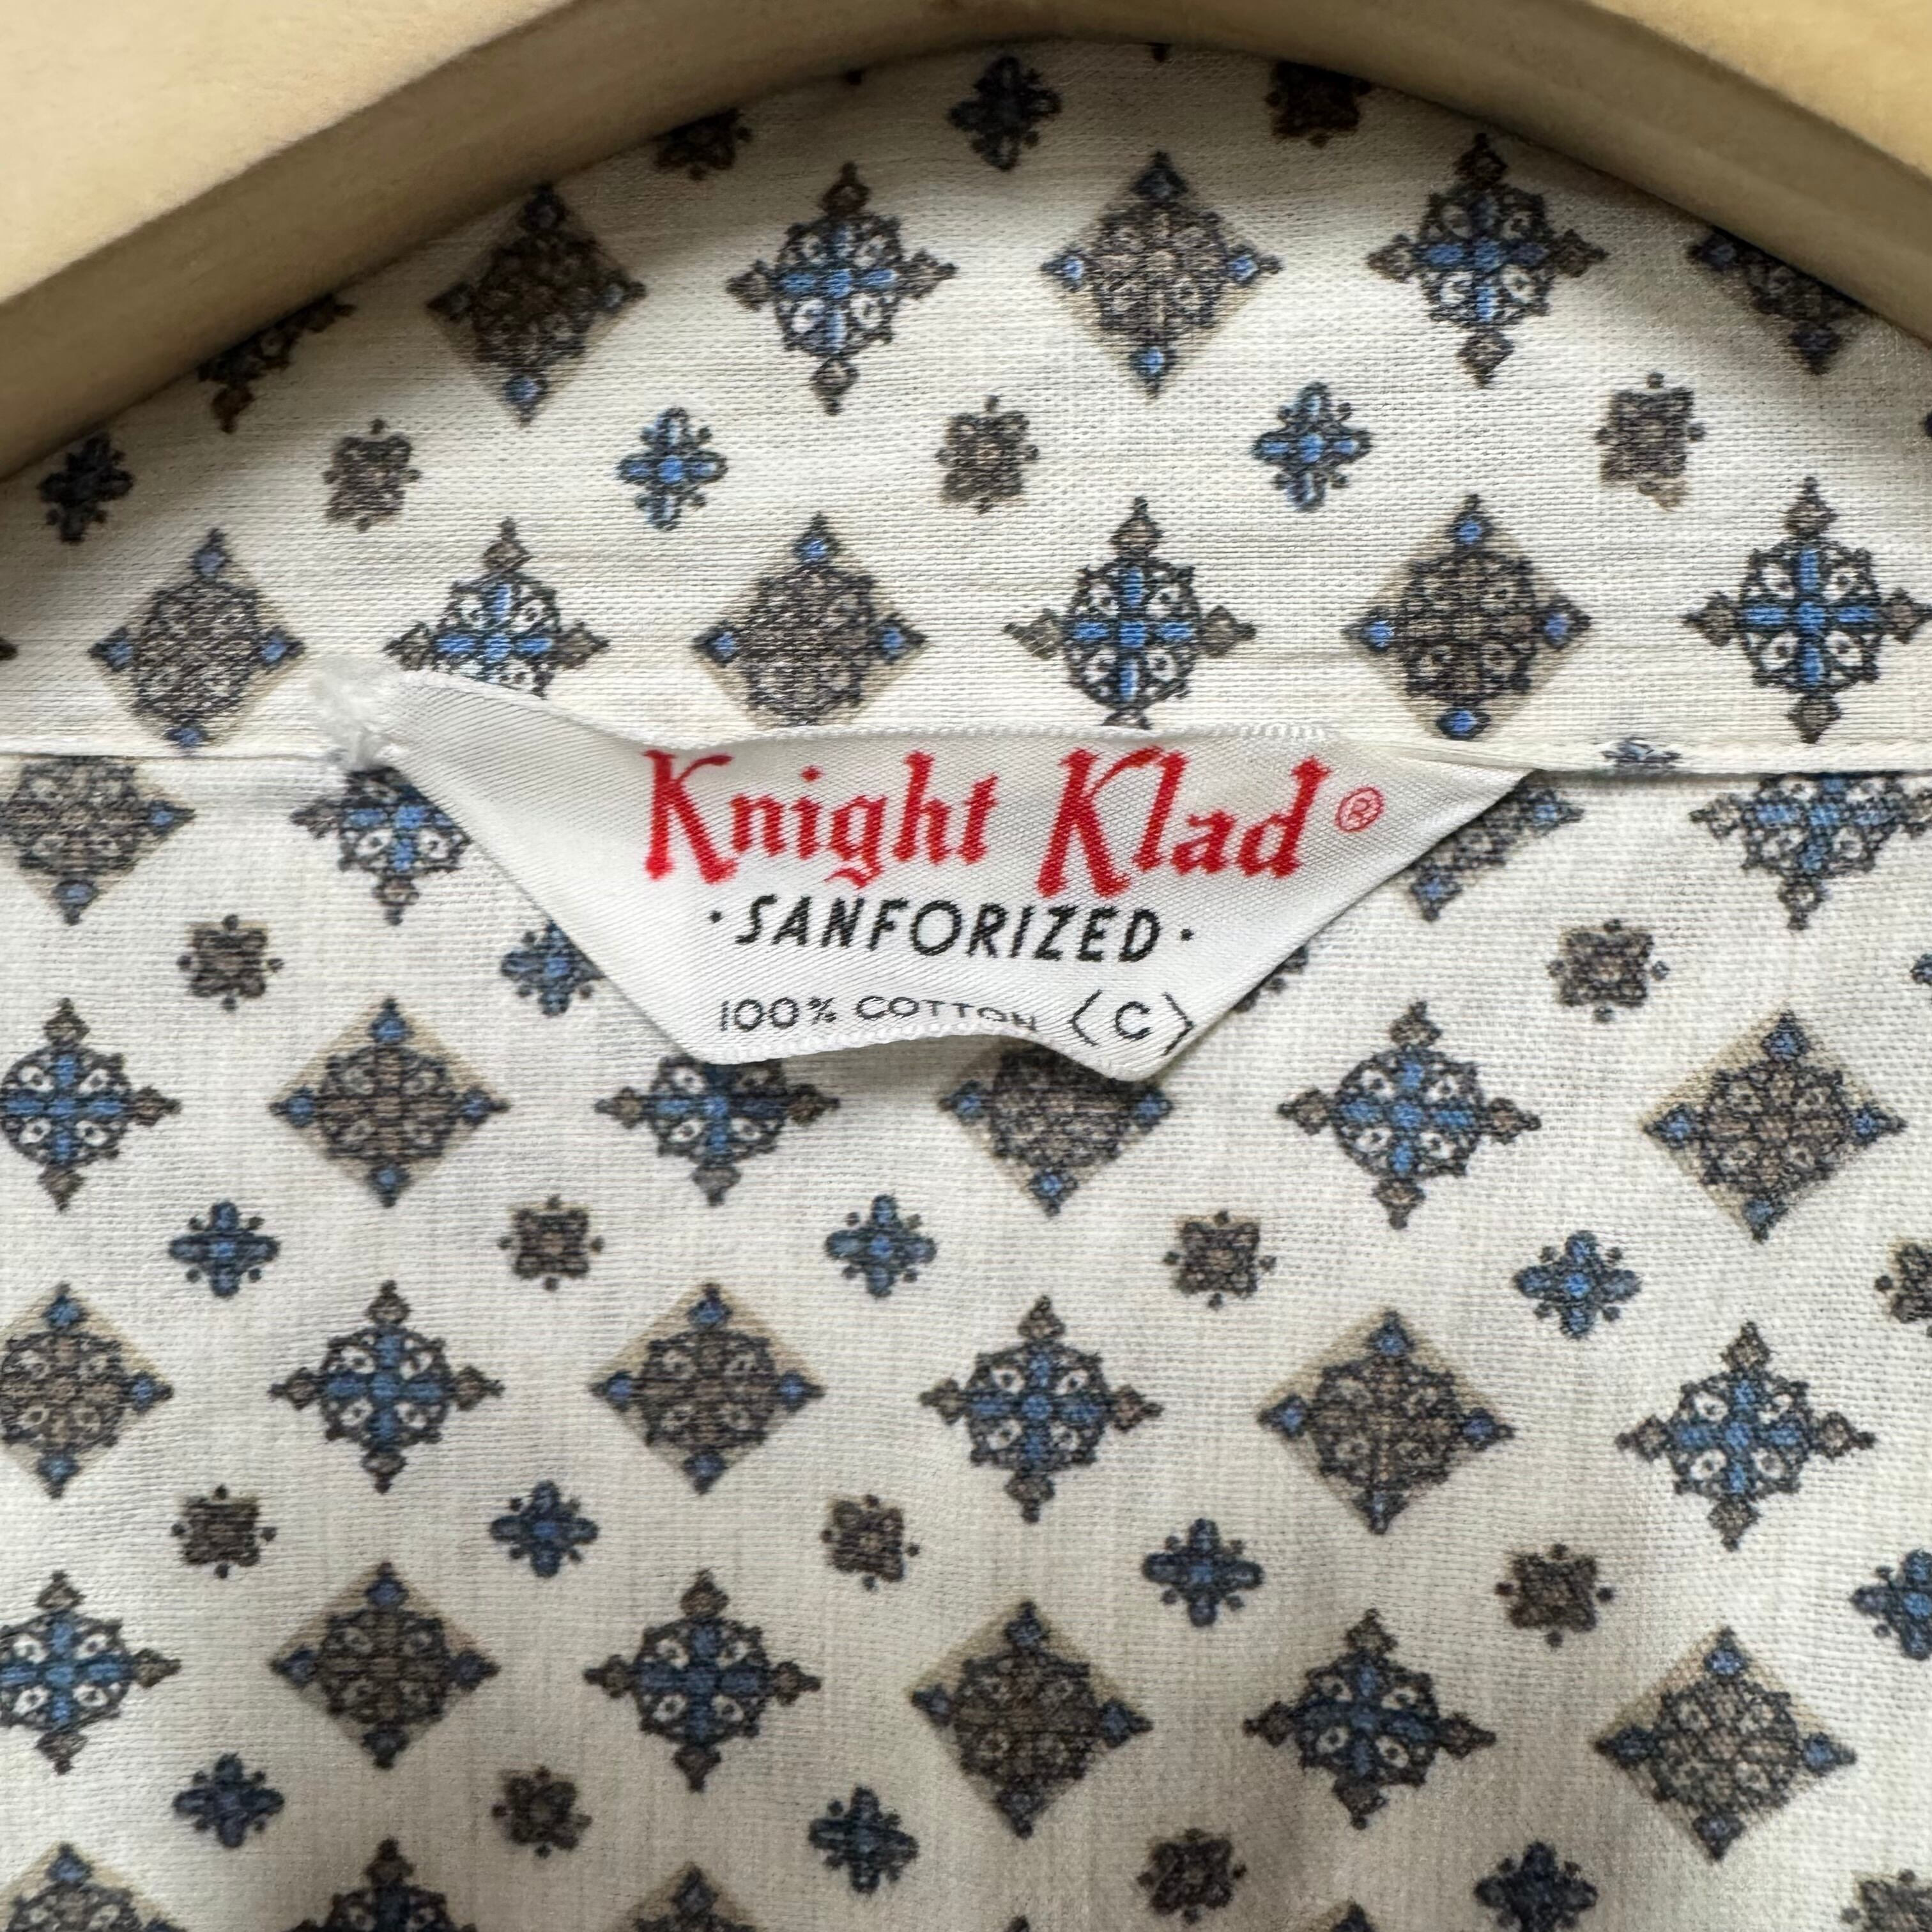 Knight Klad®
·SANFORIZED·
100% COTTON ⟨C⟩